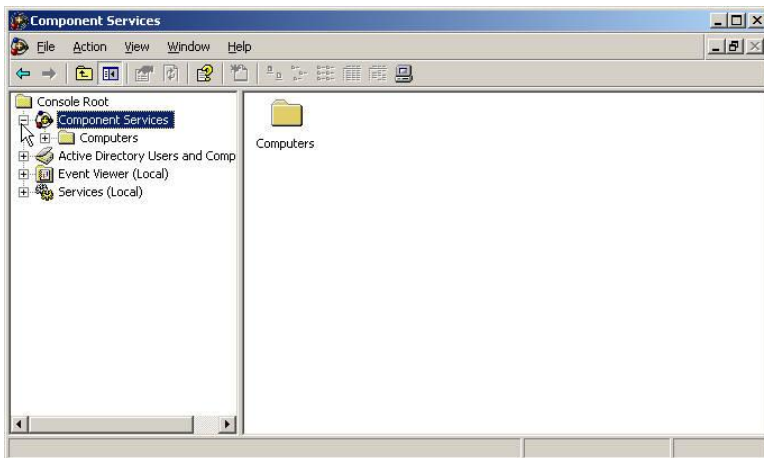 Component Services
File Action View Window Help
Console Root
Component Services
Computers
Active Directory Users and Comp
Event Viewer (Local)
Services (Local)
Computers